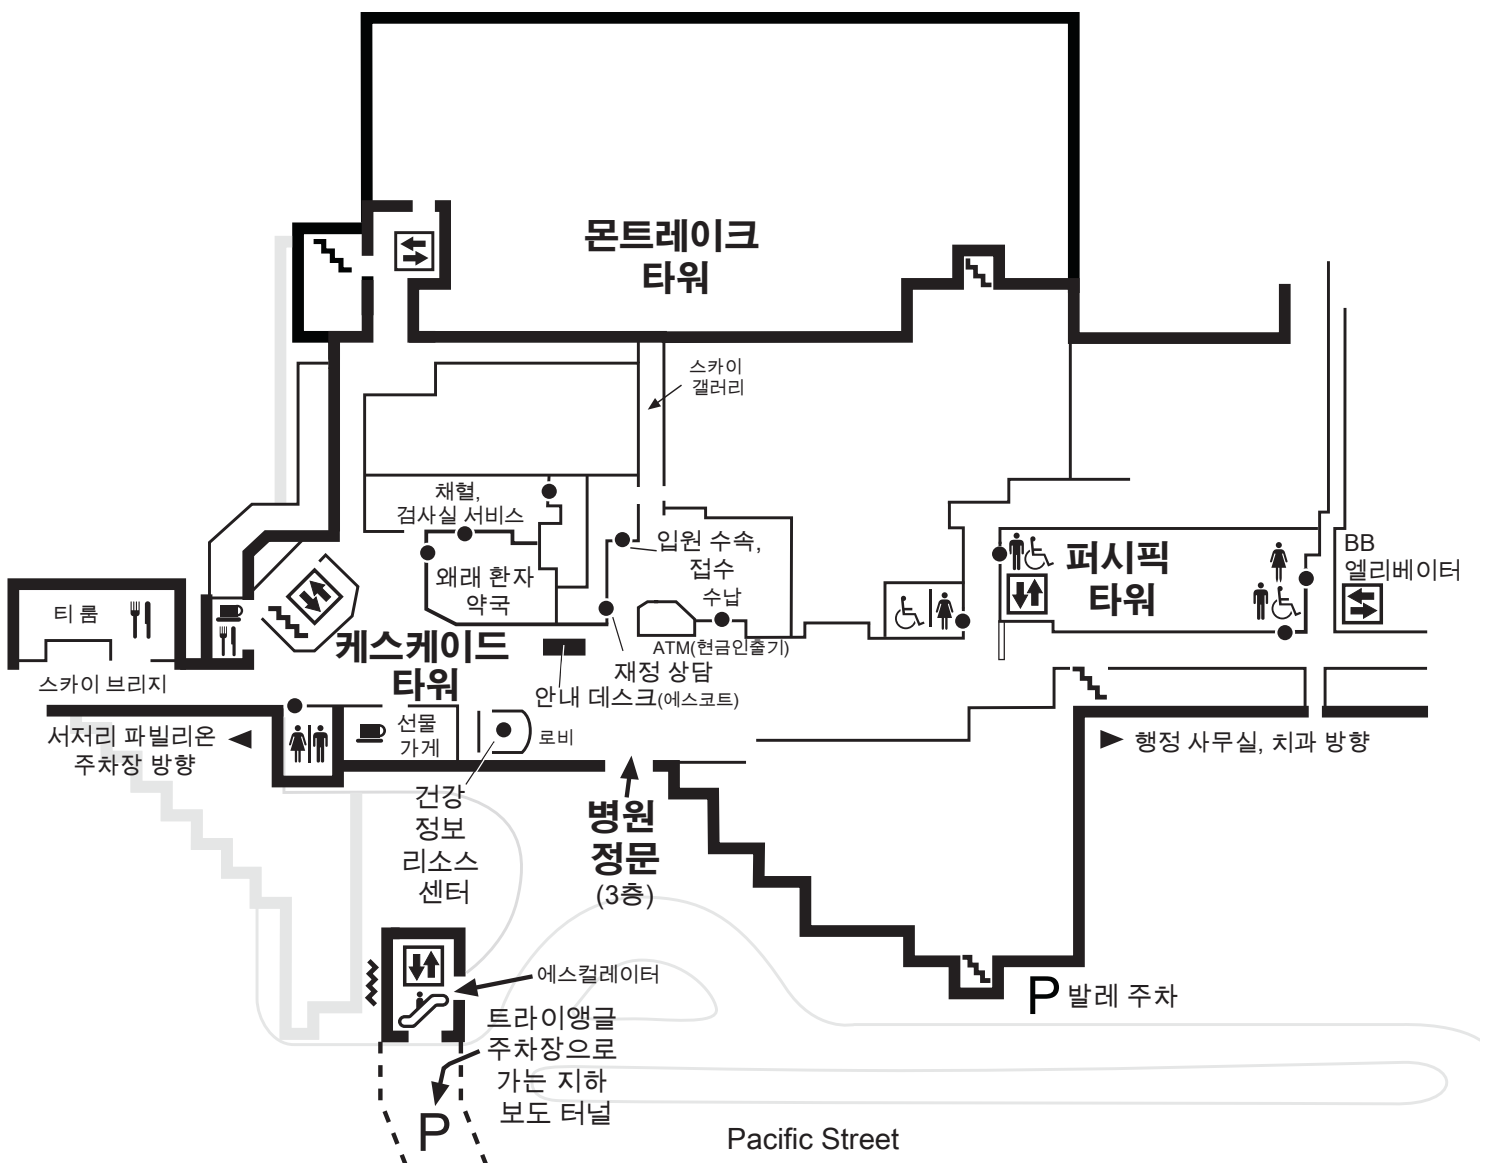 몬트레이크
타워
스카이
갤러리
채혈,
검사실 서비스
입원 수속,
접수
수납
왜래 환자
약국
퍼시픽
타워
BB
엘리베이터
티 룸
케스케이드
타워
ATM(현금인출기)
재정 상담
안내 데스크(에스코트)
스카이 브리지
선물
가게
로비
서저리 파빌리온
주차장 방향
행정 사무실, 치과 방향
건강
정보
리소스
센터
병원
정문
(3층)
에스컬레이터
P 발레 주차
트라이앵글
주차장으로
가는 지하
보도 터널
P
Pacific Street